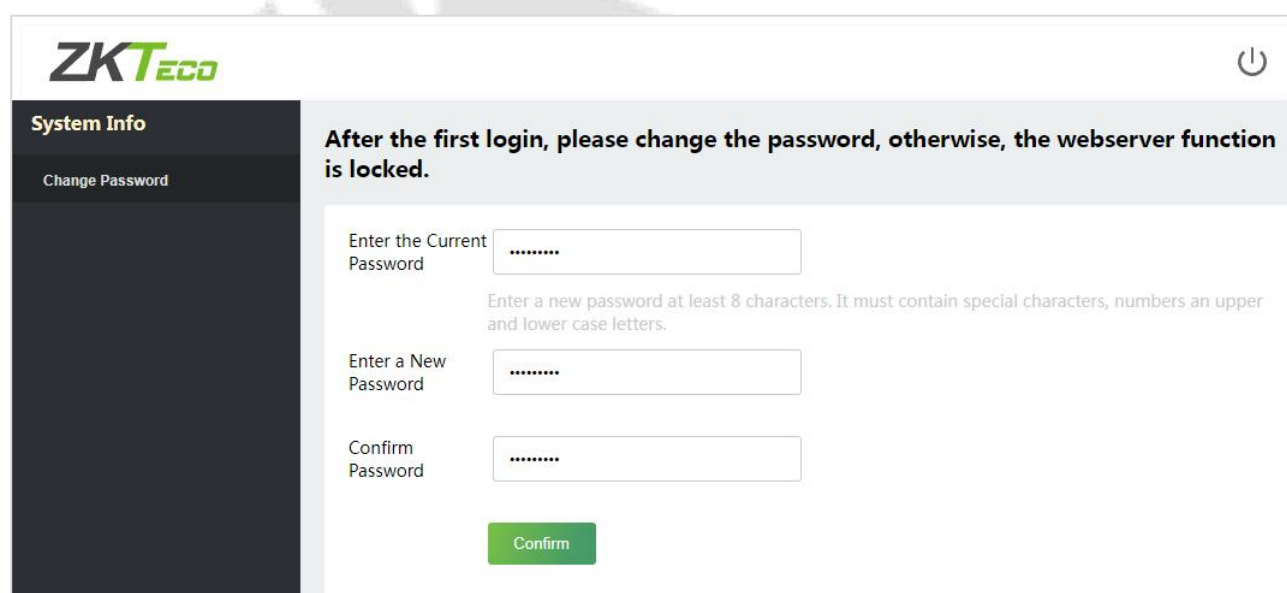 ZKTECO
System Info
Change Password
After the first login, please change the password, otherwise, the webserver function
is locked.
Enter the Current
Password
•••••••••
Enter a new password at least 8 characters. It must contain special characters, numbers an upper
and lower case letters.
Enter a New
Password
•••••••••
Confirm
Password
•••••••••
Confirm